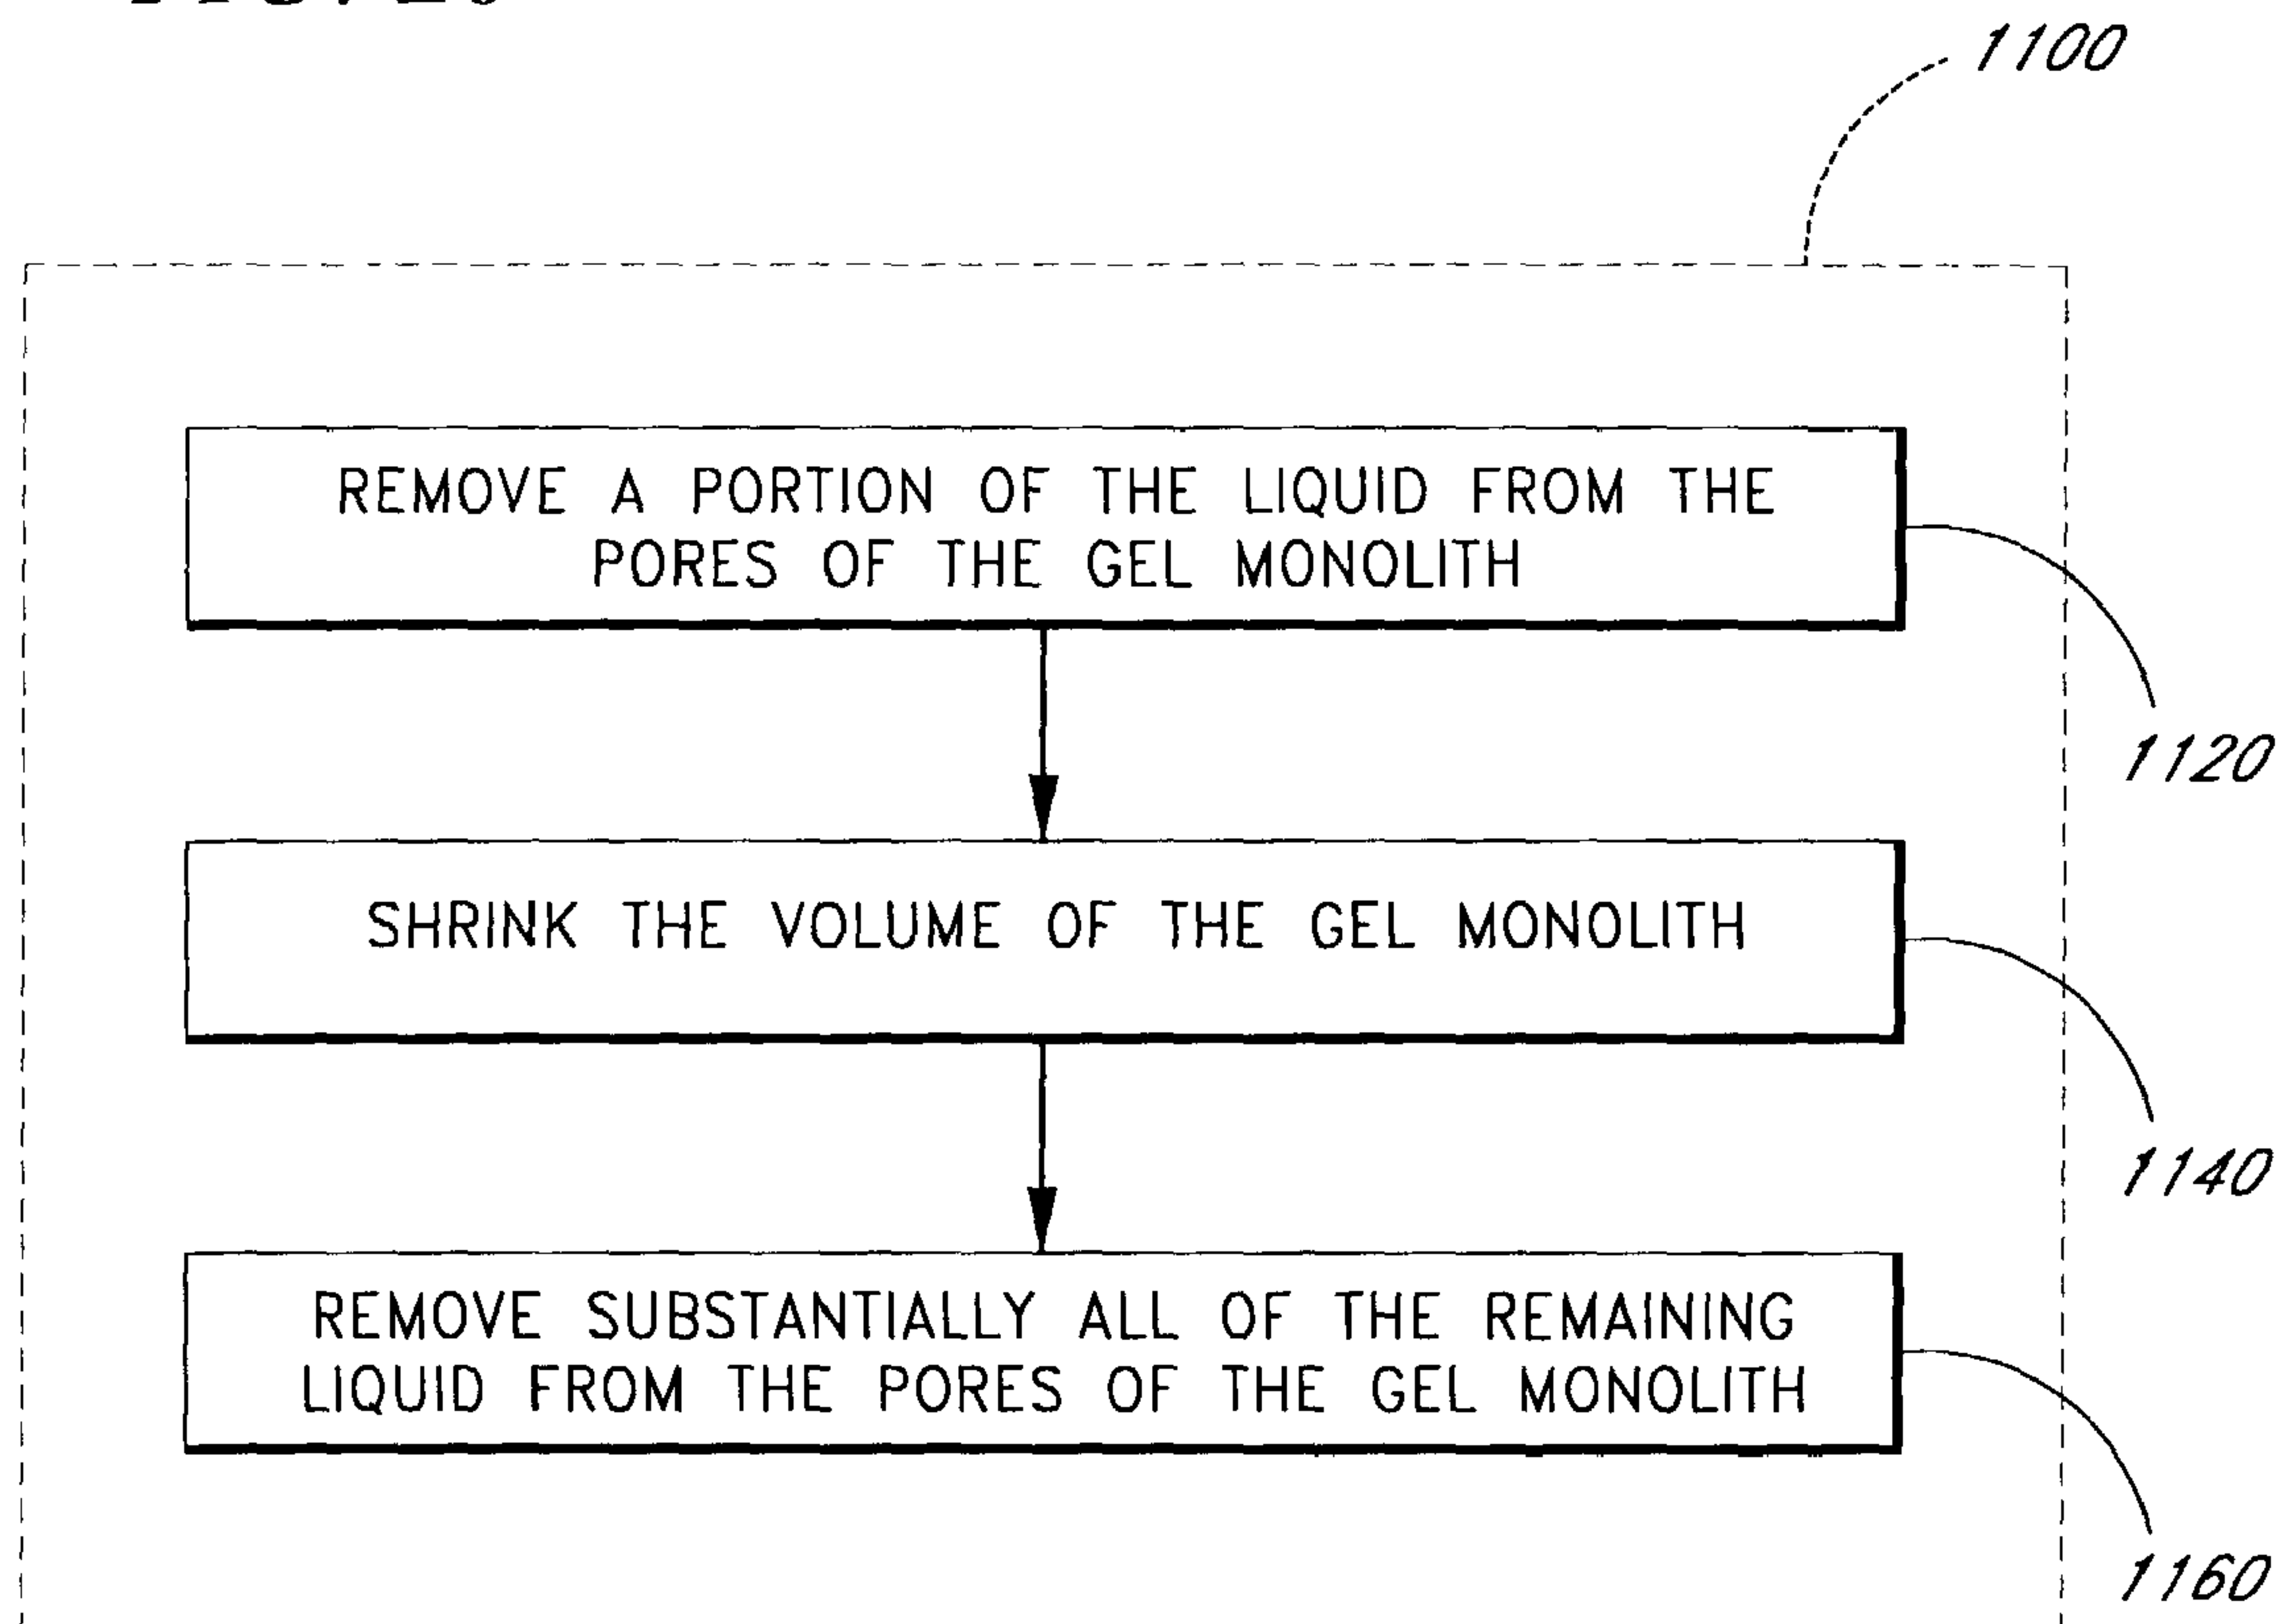 1100
REMOVE A PORTION OF THE LIQUID FROM THE
PORES OF THE GEL MONOLITH
1120
SHRINK THE VOLUME OF THE GEL MONOLITH
1140
REMOVE SUBSTANTIALLY ALL OF THE REMAINING
LIQUID FROM THE PORES OF THE GEL MONOLITH
1160